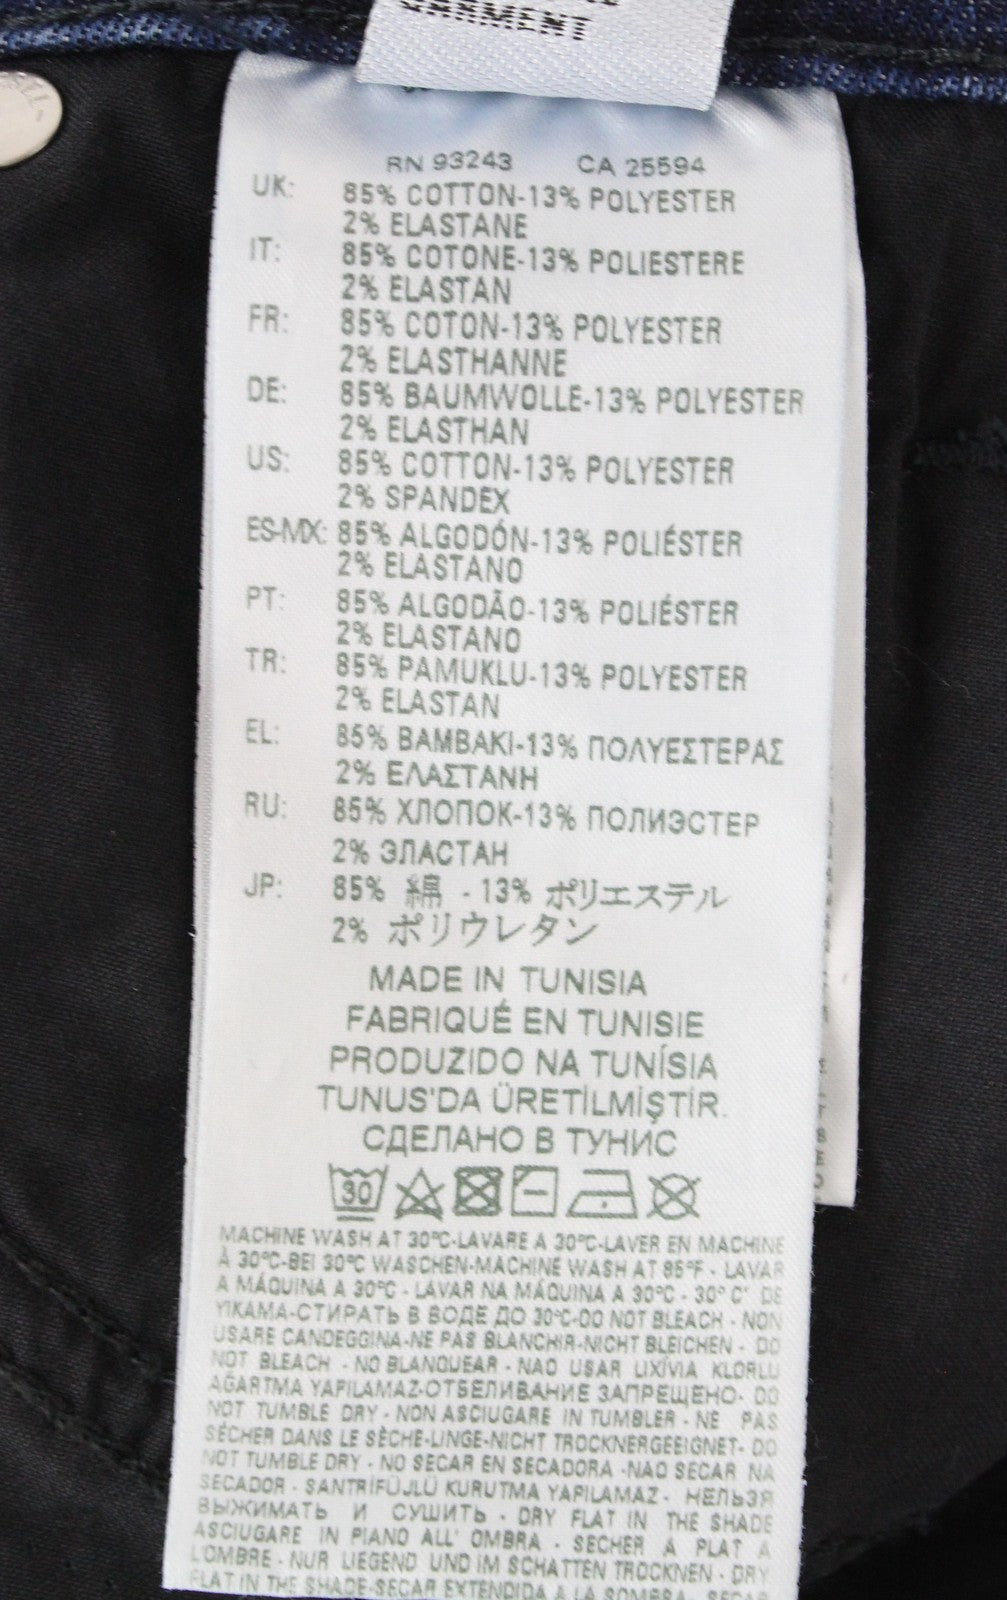 GARMENT
RN 93243 CA 25594
UK: 85% COTTON-13% POLYESTER
2% ELASTANE
IT: 85% COTONE-13% POLIESTERE
2% ELASTAN
FR: 85% COTON-13% POLYESTER
2% ELASTHANNE
DE: 85% BAUMWOLLE-13% POLYESTER
2% ELASTHAN
US: 85% COTTON-13% POLYESTER
2% SPANDEX
ES-MX: 85% ALGODÓN-13% POLIÉSTER
2% ELASTANO
PT: 85% ALGODÃO-13% POLIÉSTER
2% ELASTANO
TR: 85% PAMUKLU-13% POLYESTER
2% ELASTAN
EL: 85% ΒΑΜΒΑΚΙ-13% ΠΟΛΥΕΣΤΕΡΑΣ
2% ΕΛΑΣΤΑΝΗ
RU: 85% ХЛОПОК-13% ПОЛИЭСТЕР
2% ЭЛАСТАН
JP: 85% 綿 - 13% ポリエステル
2% ポリウレタン
MADE IN TUNISIA
FABRIQUÉ EN TUNISIE
PRODUZIDO NA TUNÍSIA
TUNUS'DA ÜRETİLMİŞTİR.
СДЕЛАНО В ТУНИС
30
MACHINE WASH AT 30°C-LAVARE A 30°C-LAVER EN MACHINE
À 30°C-BEI 30°C WASCHEN-MACHINE WASH AT 85°F - LAVAR
A MÁQUINA A 30°C - LAVAR NA MÁQUINA A 30°C - 30° C' DE
YIKAMA-СТИРАТЬ В ВОДЕ ДО 30°C-DO NOT BLEACH - NON
USARE CANDEGGINA-NE PAS BLANCHIR-NICHT BLEICHEN - DO
NOT BLEACH - NO BLANQUEAR - NAO USAR LIXÍVIA KLORLU
AĞARTMA YAPILAMAZ-ОТБЕЛИВАНИЕ ЗАПРЕЩЕНО- DO
NOT TUMBLE DRY - NON ASCIUGARE IN TUMBLER - NE PAS
SÉCHER DANS LE SÈCHE-LINGE-NICHT TROCKNERGEEIGNET- DO
NOT TUMBLE DRY - NO SECAR EN SECADORA -NAO SECAR NA
SECADOR - SANTRİFÜJLÜ KURUTMA YAPILAMAZ - НЕЛЬЗЯ
ВЫЖИМАТЬ И СУШИТЬ - DRY FLAT IN THE SHADE
ASCIUGARE IN PIANO ALL' OMBRA - SECHER A PLAT A
L'OMBRE - NUR LIEGEND UND IM SCHATTEN TROCKNEN - DRY
FLAT IN THE SHADE-SECAR EXTENDIDA A LA SOMBRA - SECAR